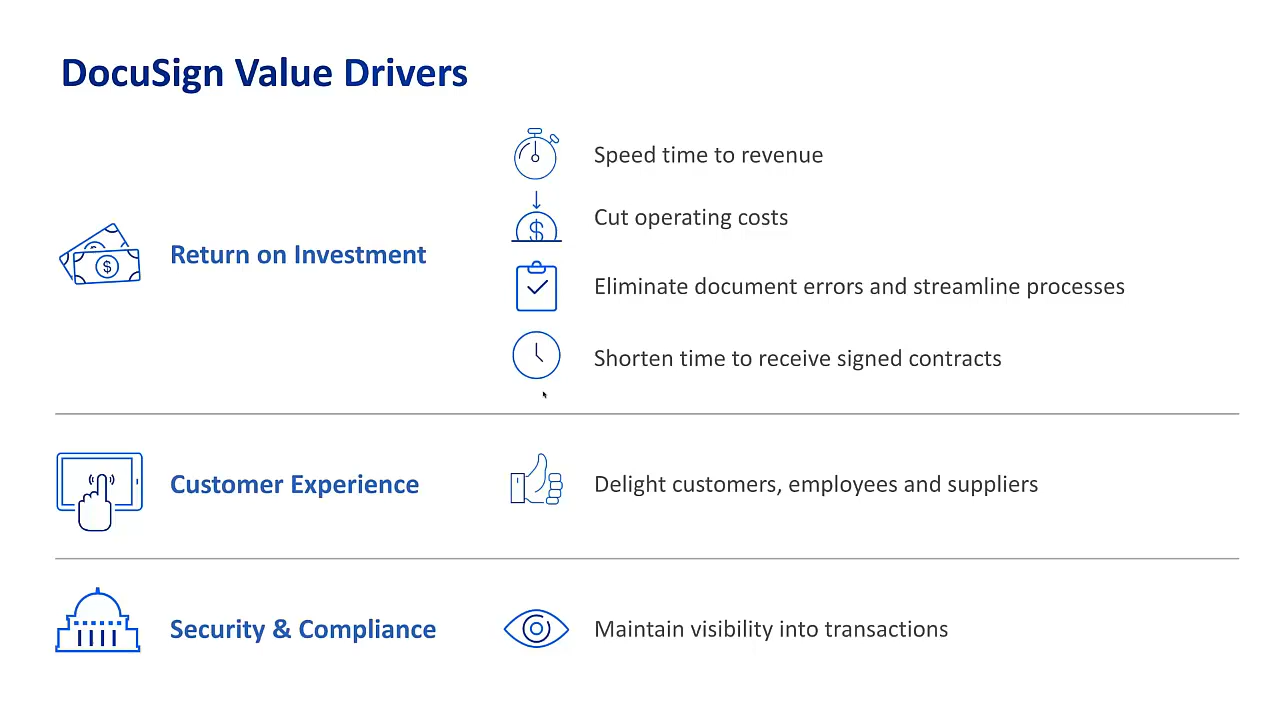 DocuSign Value Drivers
Return on Investment
Speed time to revenue
Cut operating costs
Eliminate document errors and streamline processes
Shorten time to receive signed contracts
Customer Experience
Delight customers, employees and suppliers
Security & Compliance
Maintain visibility into transactions